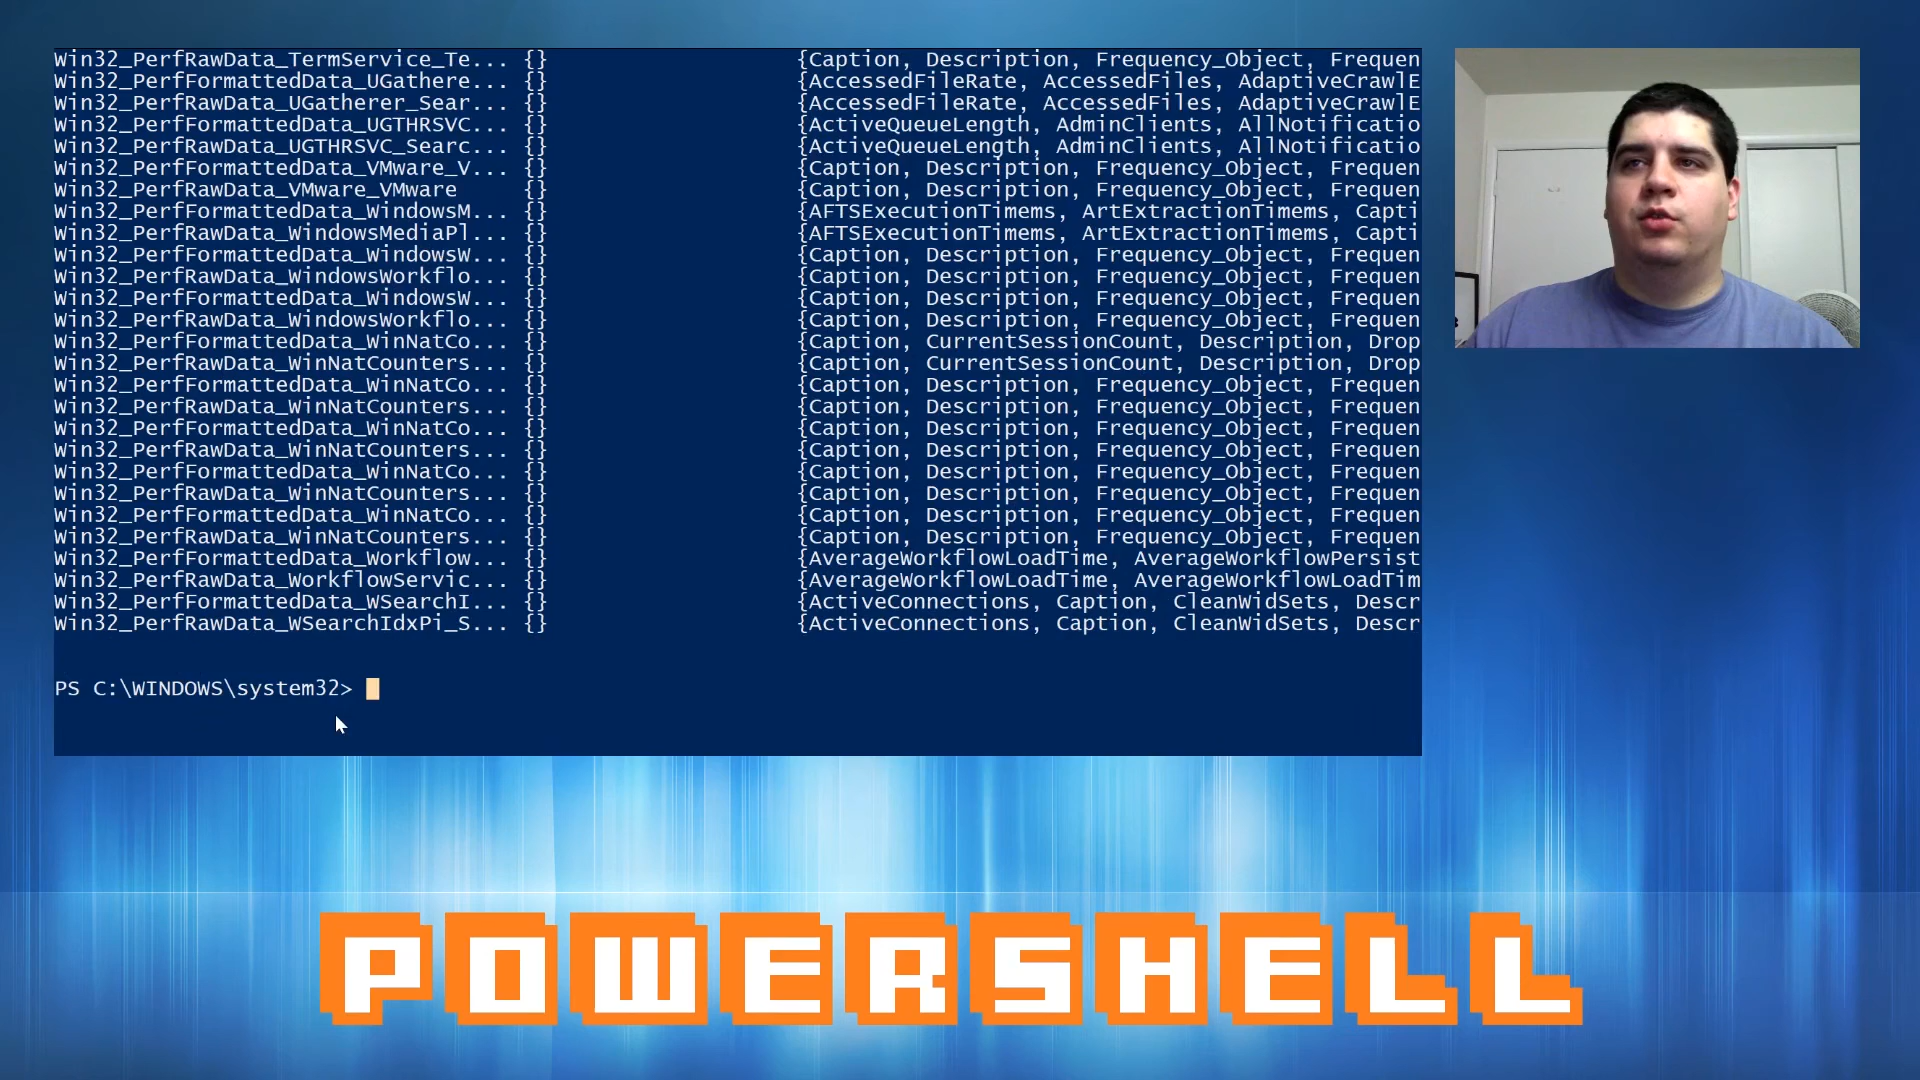 Win32_PerfRawData_TermService_Te... {} {Caption, Description, Frequency_Object, Frequen
Win32_PerfFormattedData_UGathere... {} {AccessedFileRate, AccessedFiles, AdaptiveCrawlE
Win32_PerfRawData_UGatherer_Sear... {} {AccessedFileRate, AccessedFiles, AdaptiveCrawlE
Win32_PerfFormattedData_UGTHRSVC... {} {ActiveQueueLength, AdminClients, AllNotificatio
Win32_PerfRawData_UGTHRSVC_Searc... {} {ActiveQueueLength, AdminClients, AllNotificatio
Win32_PerfFormattedData_VMware_V... {} {Caption, Description, Frequency_Object, Frequen
Win32_PerfRawData_VMware_VMware {} {Caption, Description, Frequency_Object, Frequen
Win32_PerfFormattedData_WindowsM... {} {AFTSExecutionTimems, ArtExtractionTimems, Capti
Win32_PerfRawData_WindowsMediaPl... {} {AFTSExecutionTimems, ArtExtractionTimems, Capti
Win32_PerfFormattedData_WindowsW... {} {Caption, Description, Frequency_Object, Frequen
Win32_PerfRawData_WindowsWorkflo... {} {Caption, Description, Frequency_Object, Frequen
Win32_PerfFormattedData_WindowsW... {} {Caption, Description, Frequency_Object, Frequen
Win32_PerfRawData_WindowsWorkflo... {} {Caption, Description, Frequency_Object, Frequen
Win32_PerfFormattedData_WinNatCo... {} {Caption, CurrentSessionCount, Description, Drop
Win32_PerfRawData_WinNatCounters... {} {Caption, CurrentSessionCount, Description, Drop
Win32_PerfFormattedData_WinNatCo... {} {Caption, Description, Frequency_Object, Frequen
Win32_PerfRawData_WinNatCounters... {} {Caption, Description, Frequency_Object, Frequen
Win32_PerfFormattedData_WinNatCo... {} {Caption, Description, Frequency_Object, Frequen
Win32_PerfRawData_WinNatCounters... {} {Caption, Description, Frequency_Object, Frequen
Win32_PerfFormattedData_WinNatCo... {} {Caption, Description, Frequency_Object, Frequen
Win32_PerfRawData_WinNatCounters... {} {Caption, Description, Frequency_Object, Frequen
Win32_PerfFormattedData_WinNatCo... {} {Caption, Description, Frequency_Object, Frequen
Win32_PerfRawData_WinNatCounters... {} {Caption, Description, Frequency_Object, Frequen
Win32_PerfFormattedData_Workflow... {} {AverageWorkflowLoadTime, AverageWorkflowPersist
Win32_PerfRawData_WorkflowServic... {} {AverageWorkflowLoadTime, AverageWorkflowLoadTim
Win32_PerfFormattedData_WSearchI... {} {ActiveConnections, Caption, CleanWidSets, Descr
Win32_PerfRawData_WSearchIdxPi_S... {} {ActiveConnections, Caption, CleanWidSets, Descr
PS C:\WINDOWS\system32>
POWERSHELL